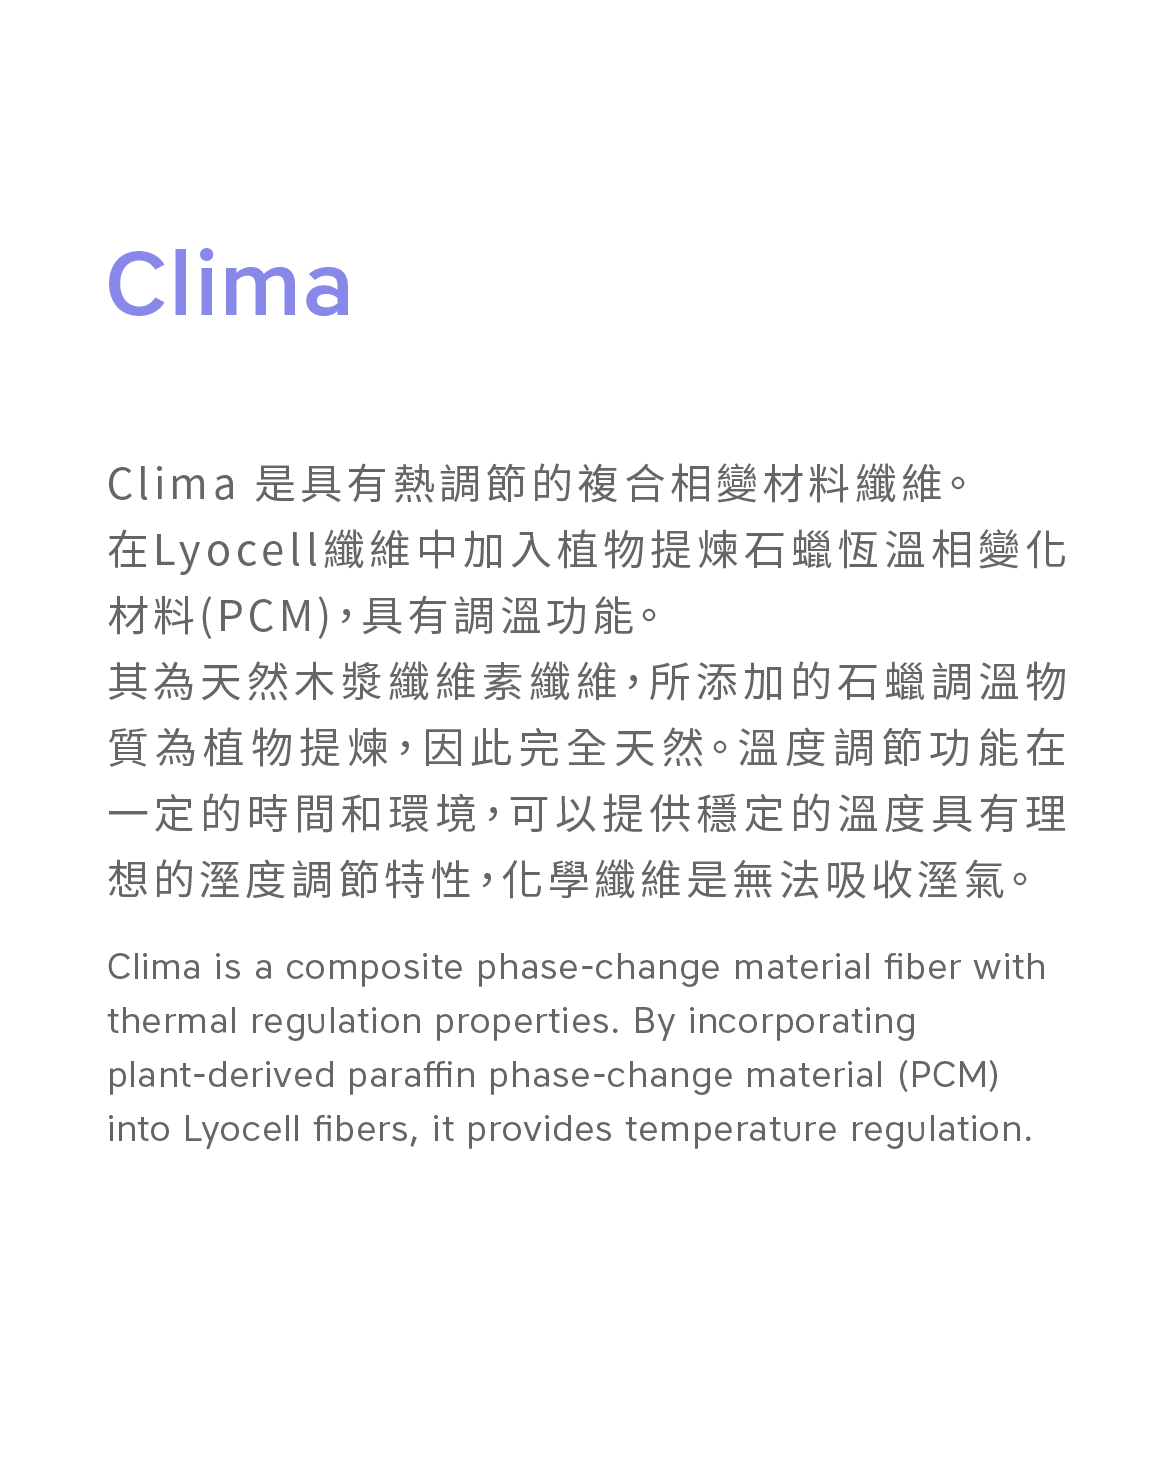 Clima
Clima 是具有熱調節的複合相變材料纖維。
在Lyocell纖維中加入植物提煉石蠟恆溫相變化
材料(PCM)，具有調溫功能。
其為天然木漿纖維素纖維，所添加的石蠟調溫物
質為植物提煉，因此完全天然。溫度調節功能在
一定的時間和環境，可以提供穩定的溫度具有理
想的溼度調節特性，化學纖維是無法吸收溼氣。
Clima is a composite phase-change material fiber with
thermal regulation properties. By incorporating
plant-derived paraffin phase-change material (PCM)
into Lyocell fibers, it provides temperature regulation.